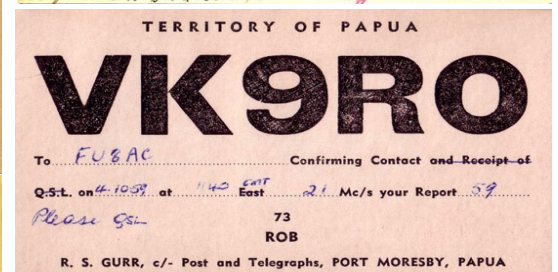 TERRITORY OF PAPUA
VK9RO
To FU8AC Confirming Contact and Receipt of
Q.S.L. on 4.10.59 at 1140 GMT East 21 Mc/s your Report 59
Please QSL
73
ROB
R. S. GURR, c/- Post and Telegraphs, PORT MORESBY, PAPUA